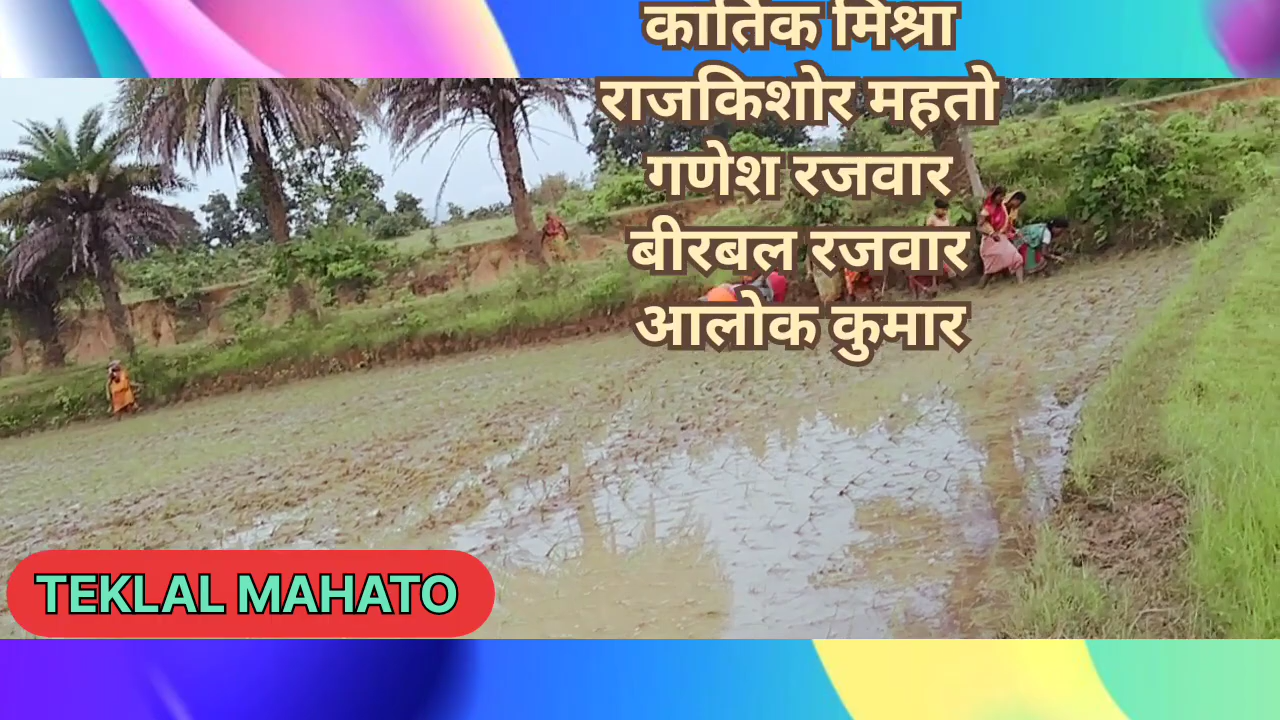 कार्तिक मिश्रा
राजकिशोर महतो
गणेश रजवार
बीरबल रजवार
आलोक कुमार
TEKLAL MAHATO